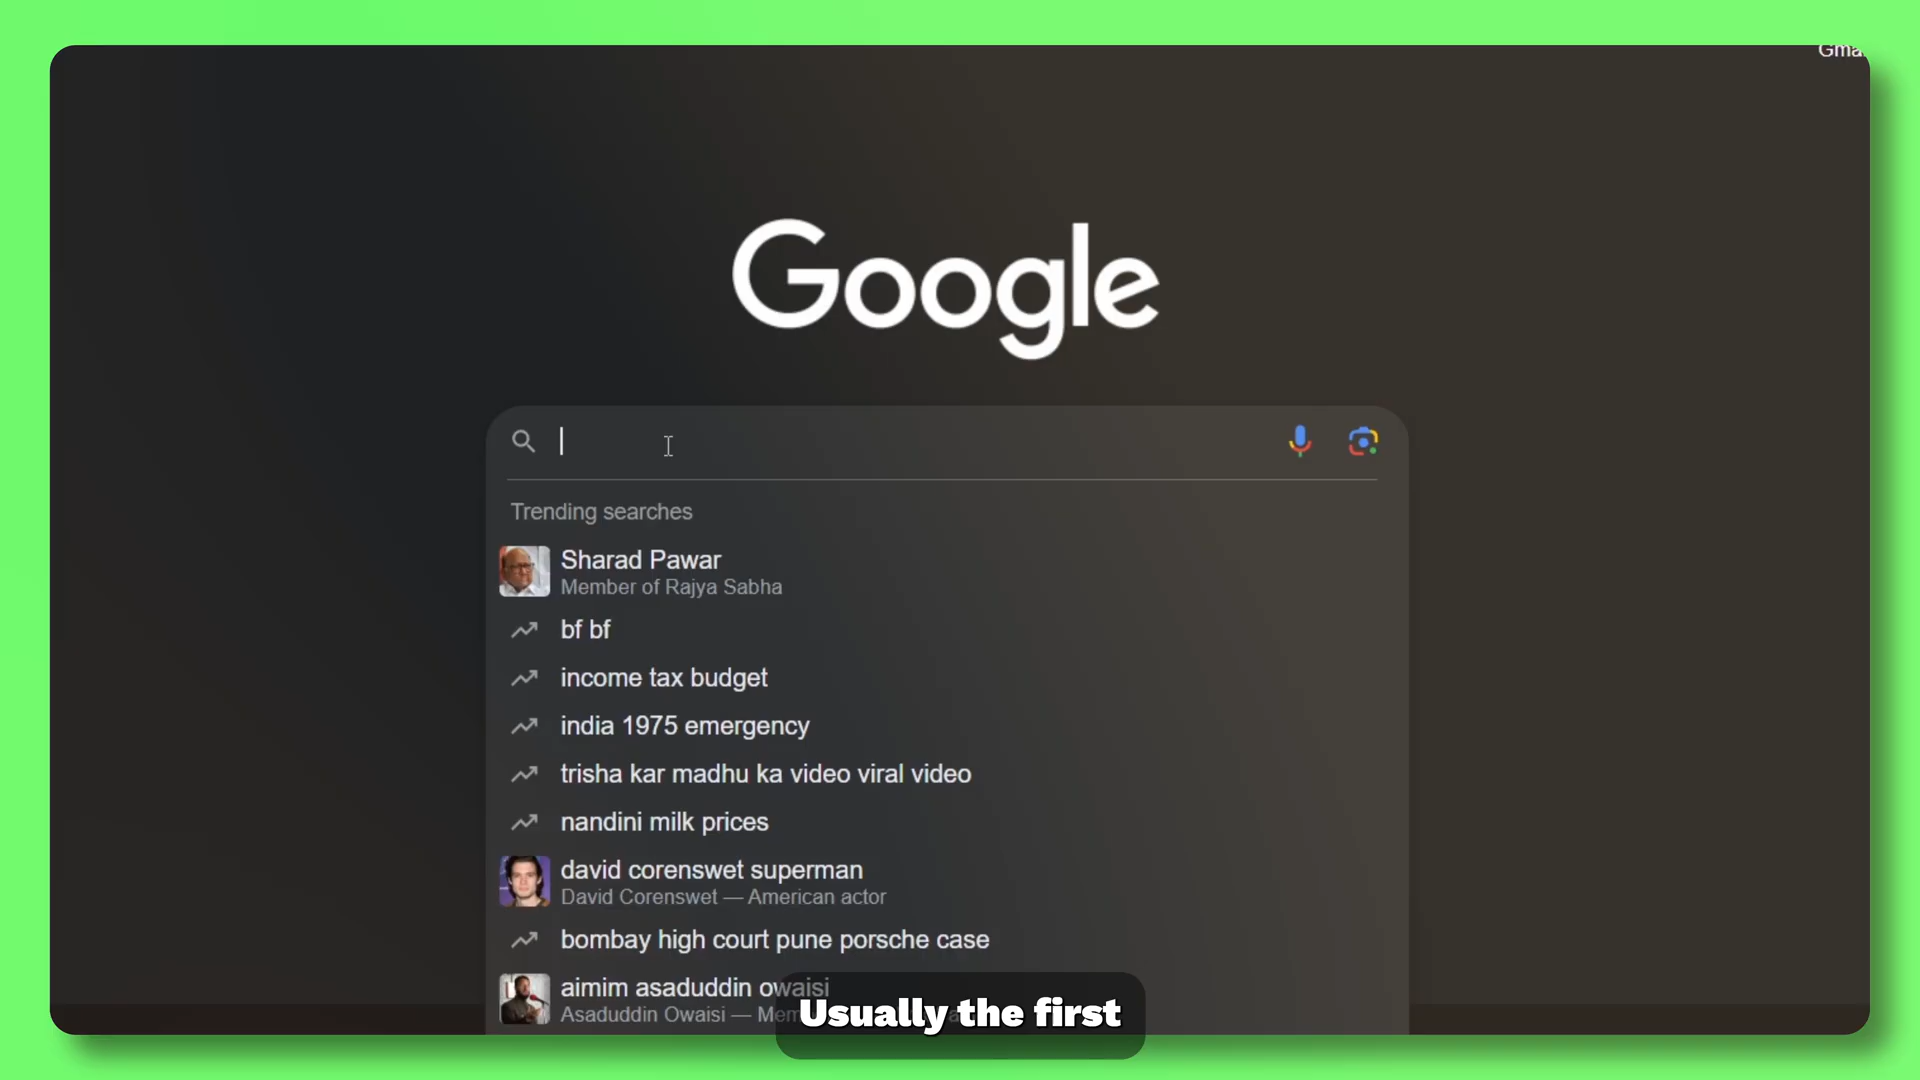 Gma
Google
Trending searches
Sharad Pawar
Member of Rajya Sabha
bf bf
income tax budget
india 1975 emergency
trisha kar madhu ka video viral video
nandini milk prices
david corenswet superman
David Corenswet — American actor
bombay high court pune porsche case
aimim asaduddin owaisi
Asaduddin Owaisi — Mem
Usually the first